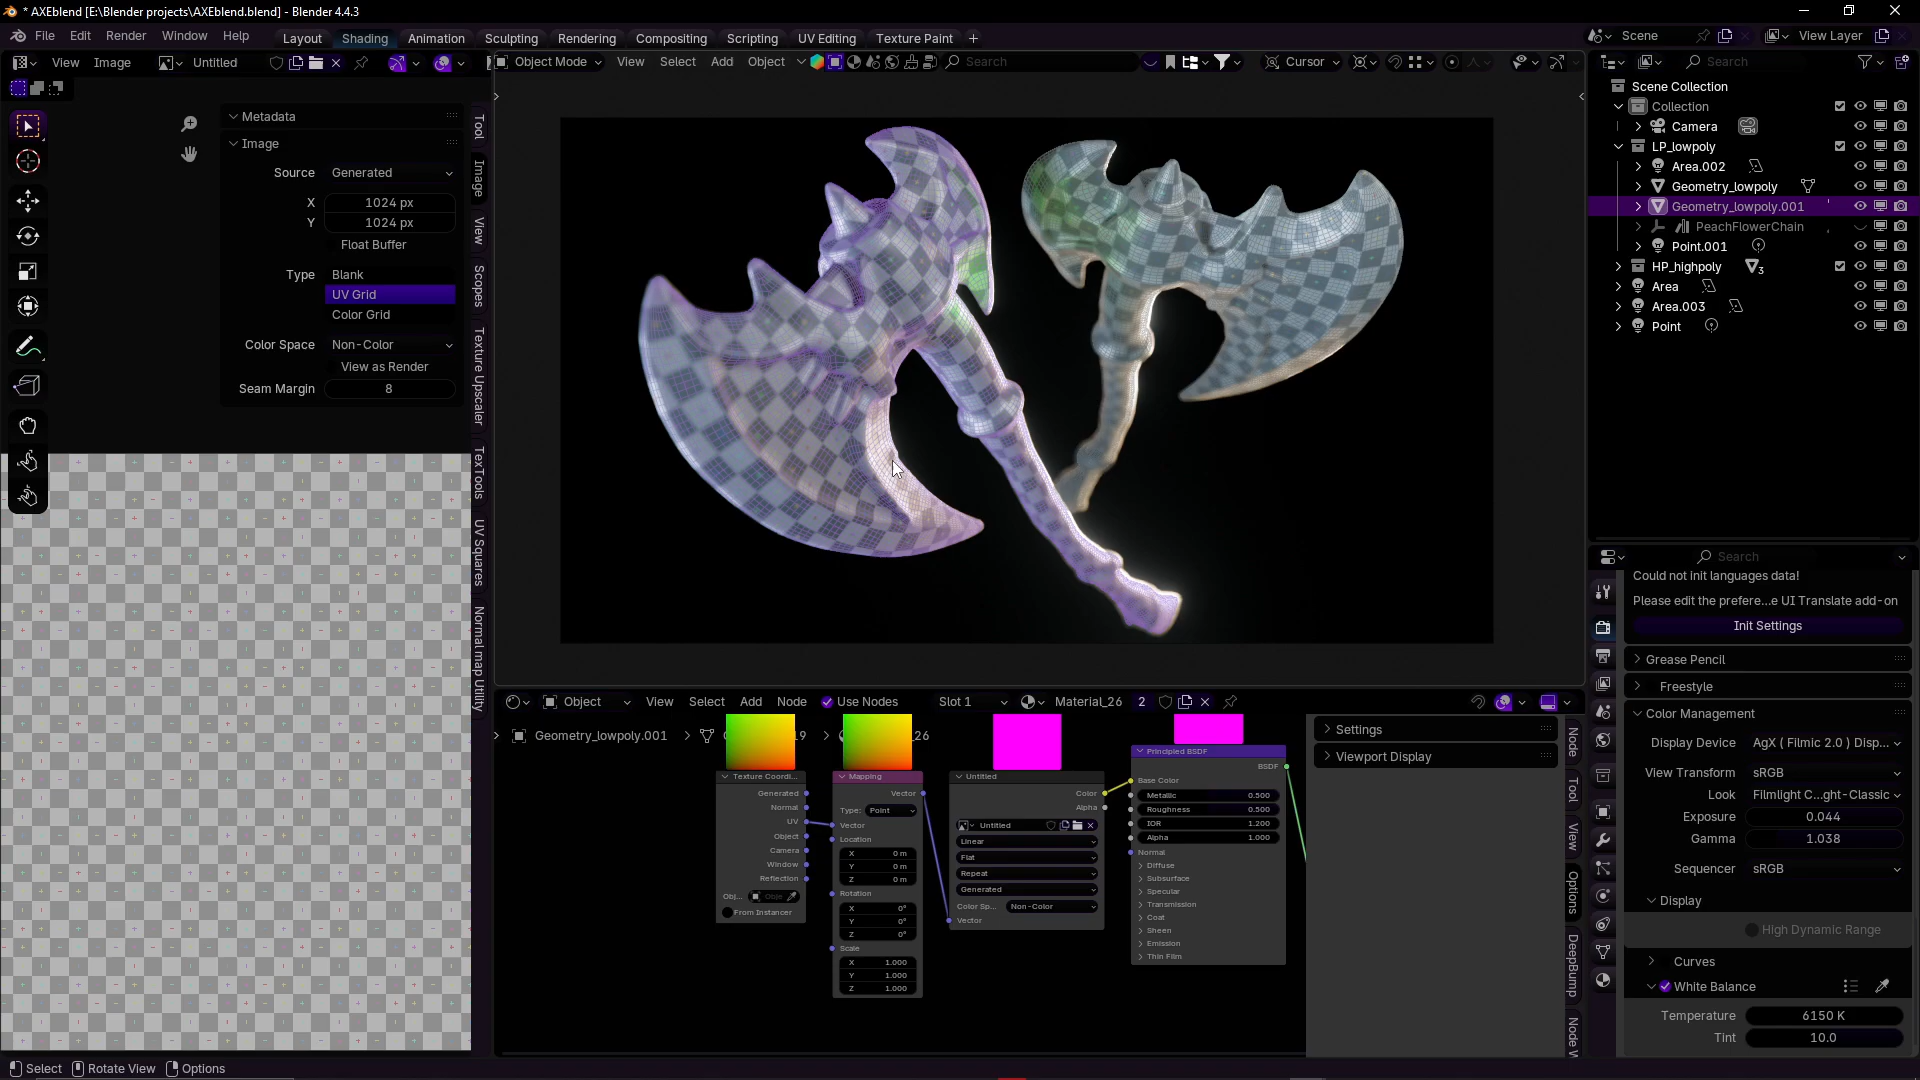 * AXEblend [E:\Blender projects\AXEblend.blend] - Blender 4.4.3
File Edit Render Window Help
Layout Shading Animation Sculpting Rendering Compositing Scripting UV Editing Texture Paint +
Scene View Layer
View Image Untitled
Object Mode View Select Add Object Search Cursor
Search
Metadata
Image
Source Generated
X 1024 px
Y 1024 px
Float Buffer
Type Blank
UV Grid
Color Grid
Color Space Non-Color
View as Render
Seam Margin 8
Tool
Image
View
Scopes
Texture Upscaler
TexTools
UV Squares
Normal map Utility
Scene Collection
Collection
Camera
LP_lowpoly
Area.002
Geometry_lowpoly
Geometry_lowpoly.001
PeachFlowerChain
Point.001
HP_highpoly 3
Area
Area.003
Point
Search
Could not init languages data!
Please edit the prefere...e UI Translate add-on
Init Settings
Grease Pencil
Freestyle
Color Management
Display Device AgX ( Filmic 2.0 ) Disp...
View Transform sRGB
Look Filmlight C...ght-Classic
Exposure 0.044
Gamma 1.038
Sequencer sRGB
Display
High Dynamic Range
Curves
White Balance
Temperature 6150 K
Tint 10.0
Object View Select Add Node Use Nodes Slot 1 Material_26 2
Geometry_lowpoly.001 19 _26
Settings
Viewport Display
Node
Tool
View
Options
DeepBump
Node W
Texture Coordi...
Generated
Normal
UV
Object
Camera
Window
Reflection
Obj... Obje
From Instancer
Mapping
Vector
Type: Point
Vector
Location
X 0 m
Y 0 m
Z 0 m
Rotation
X 0°
Y 0°
Z 0°
Scale
X 1.000
Y 1.000
Z 1.000
Untitled
Color
Alpha
Untitled
Linear
Flat
Repeat
Generated
Color Sp... Non-Color
Vector
Principled BSDF
BSDF
Base Color
Metallic 0.500
Roughness 0.500
IOR 1.200
Alpha 1.000
Normal
Diffuse
Subsurface
Specular
Transmission
Coat
Sheen
Emission
Thin Film
Select Rotate View Options